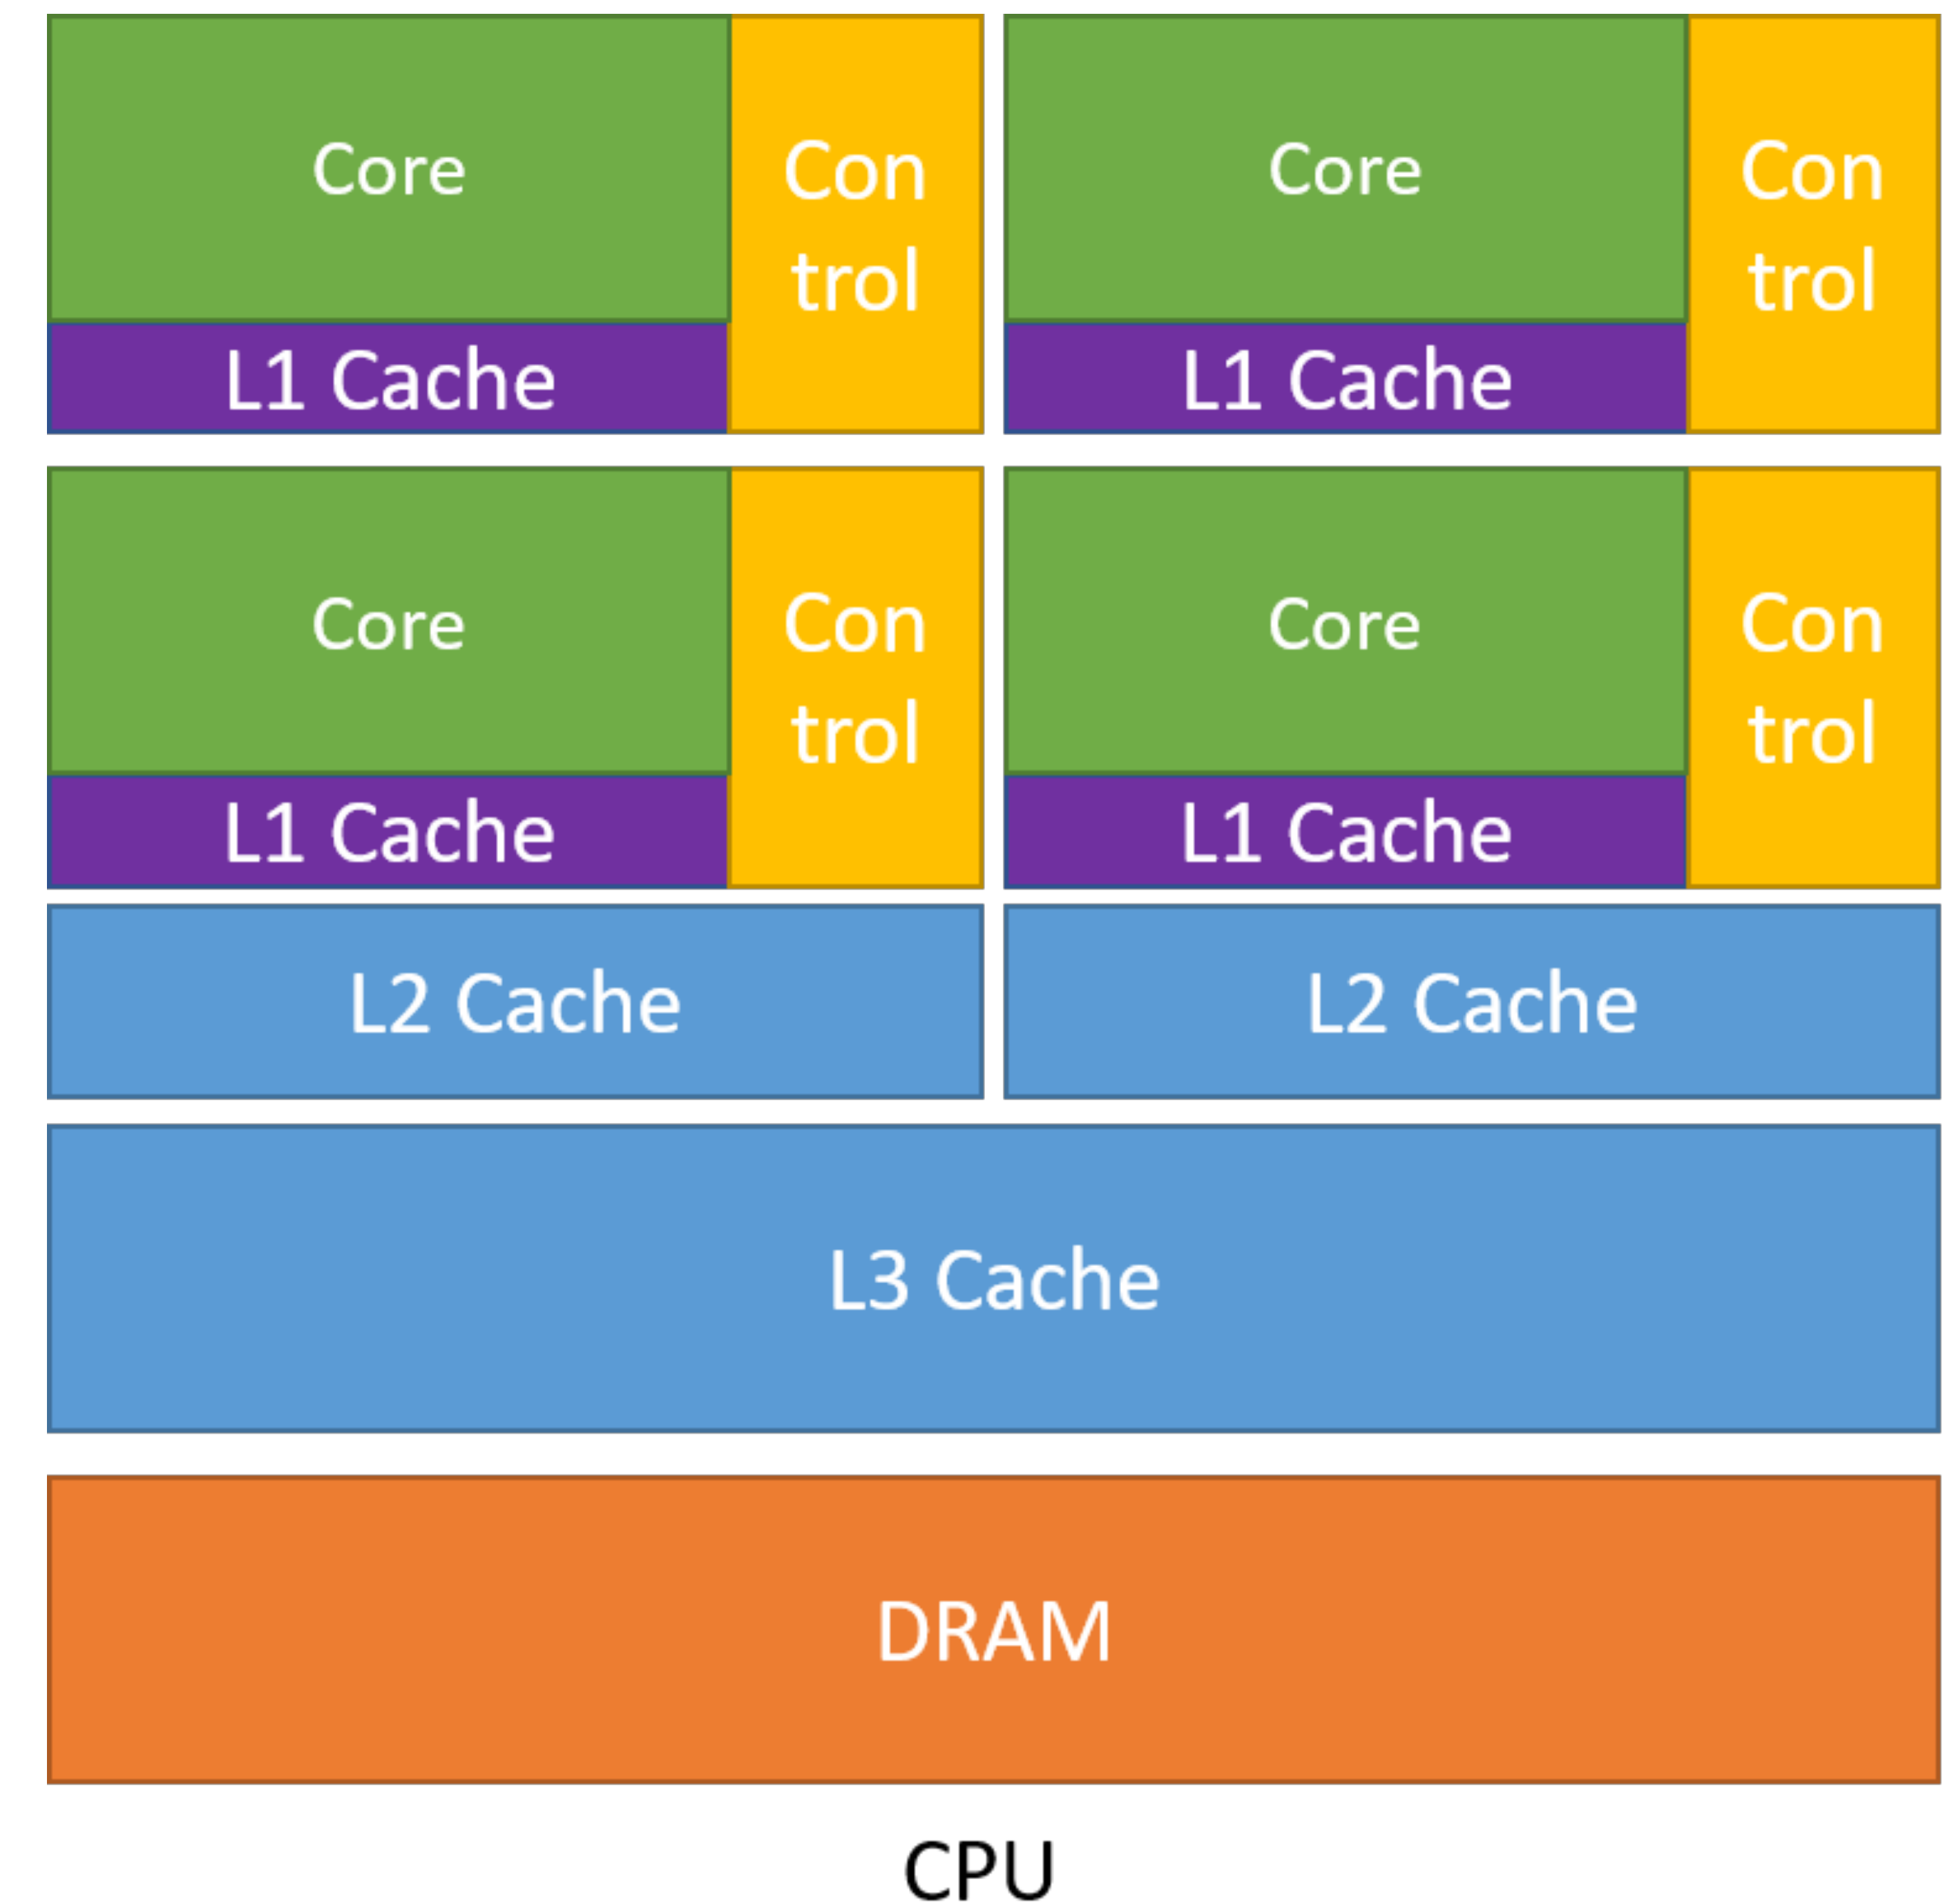 Core
Con
trol
L1 Cache
Core
Con
trol
L1 Cache
Core
Con
trol
L1 Cache
Core
Con
trol
L1 Cache
L2 Cache
L2 Cache
L3 Cache
DRAM
CPU